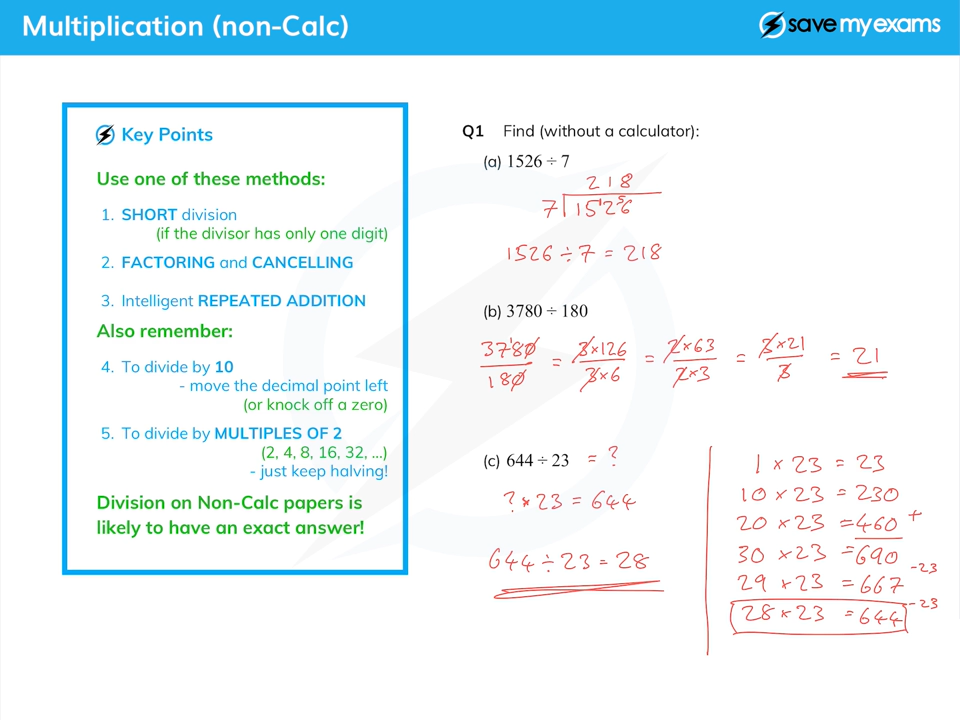 Multiplication (non-Calc)
save my exams
Key Points
Use one of these methods:
1. SHORT division
(if the divisor has only one digit)
2. FACTORING and CANCELLING
3. Intelligent REPEATED ADDITION
Also remember:
4. To divide by 10
- move the decimal point left
(or knock off a zero)
5. To divide by MULTIPLES OF 2
(2, 4, 8, 16, 32, ...)
- just keep halving!
Division on Non-Calc papers is
likely to have an exact answer!
Q1 Find (without a calculator):
(a) 1526 ÷ 7
218
7 15¹2⁵6
1526 ÷ 7 = 218
(b) 3780 ÷ 180
37¹80/180 = 3×126/3×6 = 2×63/2×3 = 3×21/3 = 21
(c) 644 ÷ 23 = ?
? × 23 = 644
644 ÷ 23 = 28
1 × 23 = 23
10 × 23 = 230
20 × 23 = 460 +
30 × 23 = 690
-23
29 × 23 = 667
-23
28 × 23 = 644